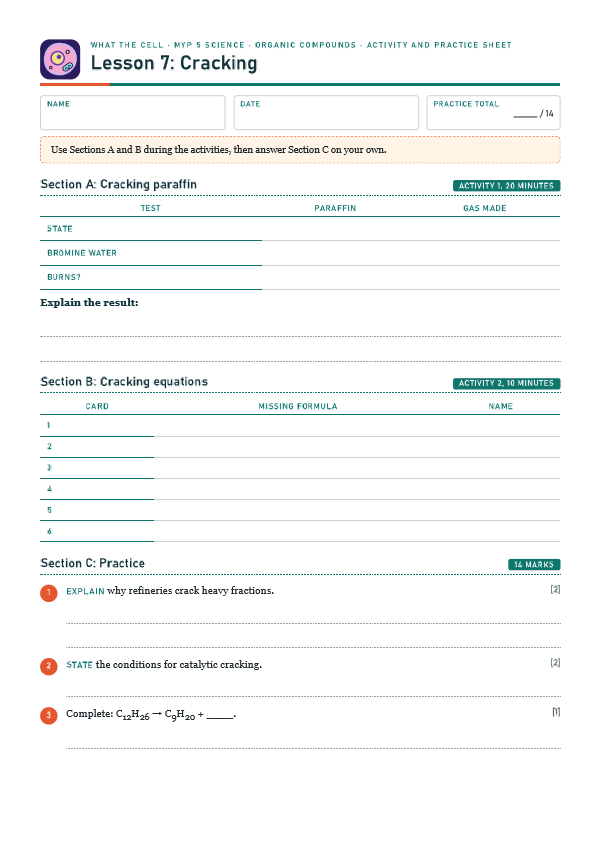 WHAT THE CELL · MYP 5 SCIENCE · ORGANIC COMPOUNDS · ACTIVITY AND PRACTICE SHEET
Lesson 7: Cracking
NAME
DATE
PRACTICE TOTAL
_____ / 14
Use Sections A and B during the activities, then answer Section C on your own.
Section A: Cracking paraffin
ACTIVITY 1, 20 MINUTES
TEST PARAFFIN GAS MADE
STATE
BROMINE WATER
BURNS?
Explain the result:
Section B: Cracking equations
ACTIVITY 2, 10 MINUTES
CARD MISSING FORMULA NAME
1
2
3
4
5
6
Section C: Practice
14 MARKS
1 EXPLAIN why refineries crack heavy fractions. [2]
2 STATE the conditions for catalytic cracking. [2]
3 Complete: C₁₂H₂₆ → C₉H₂₀ + _____. [1]